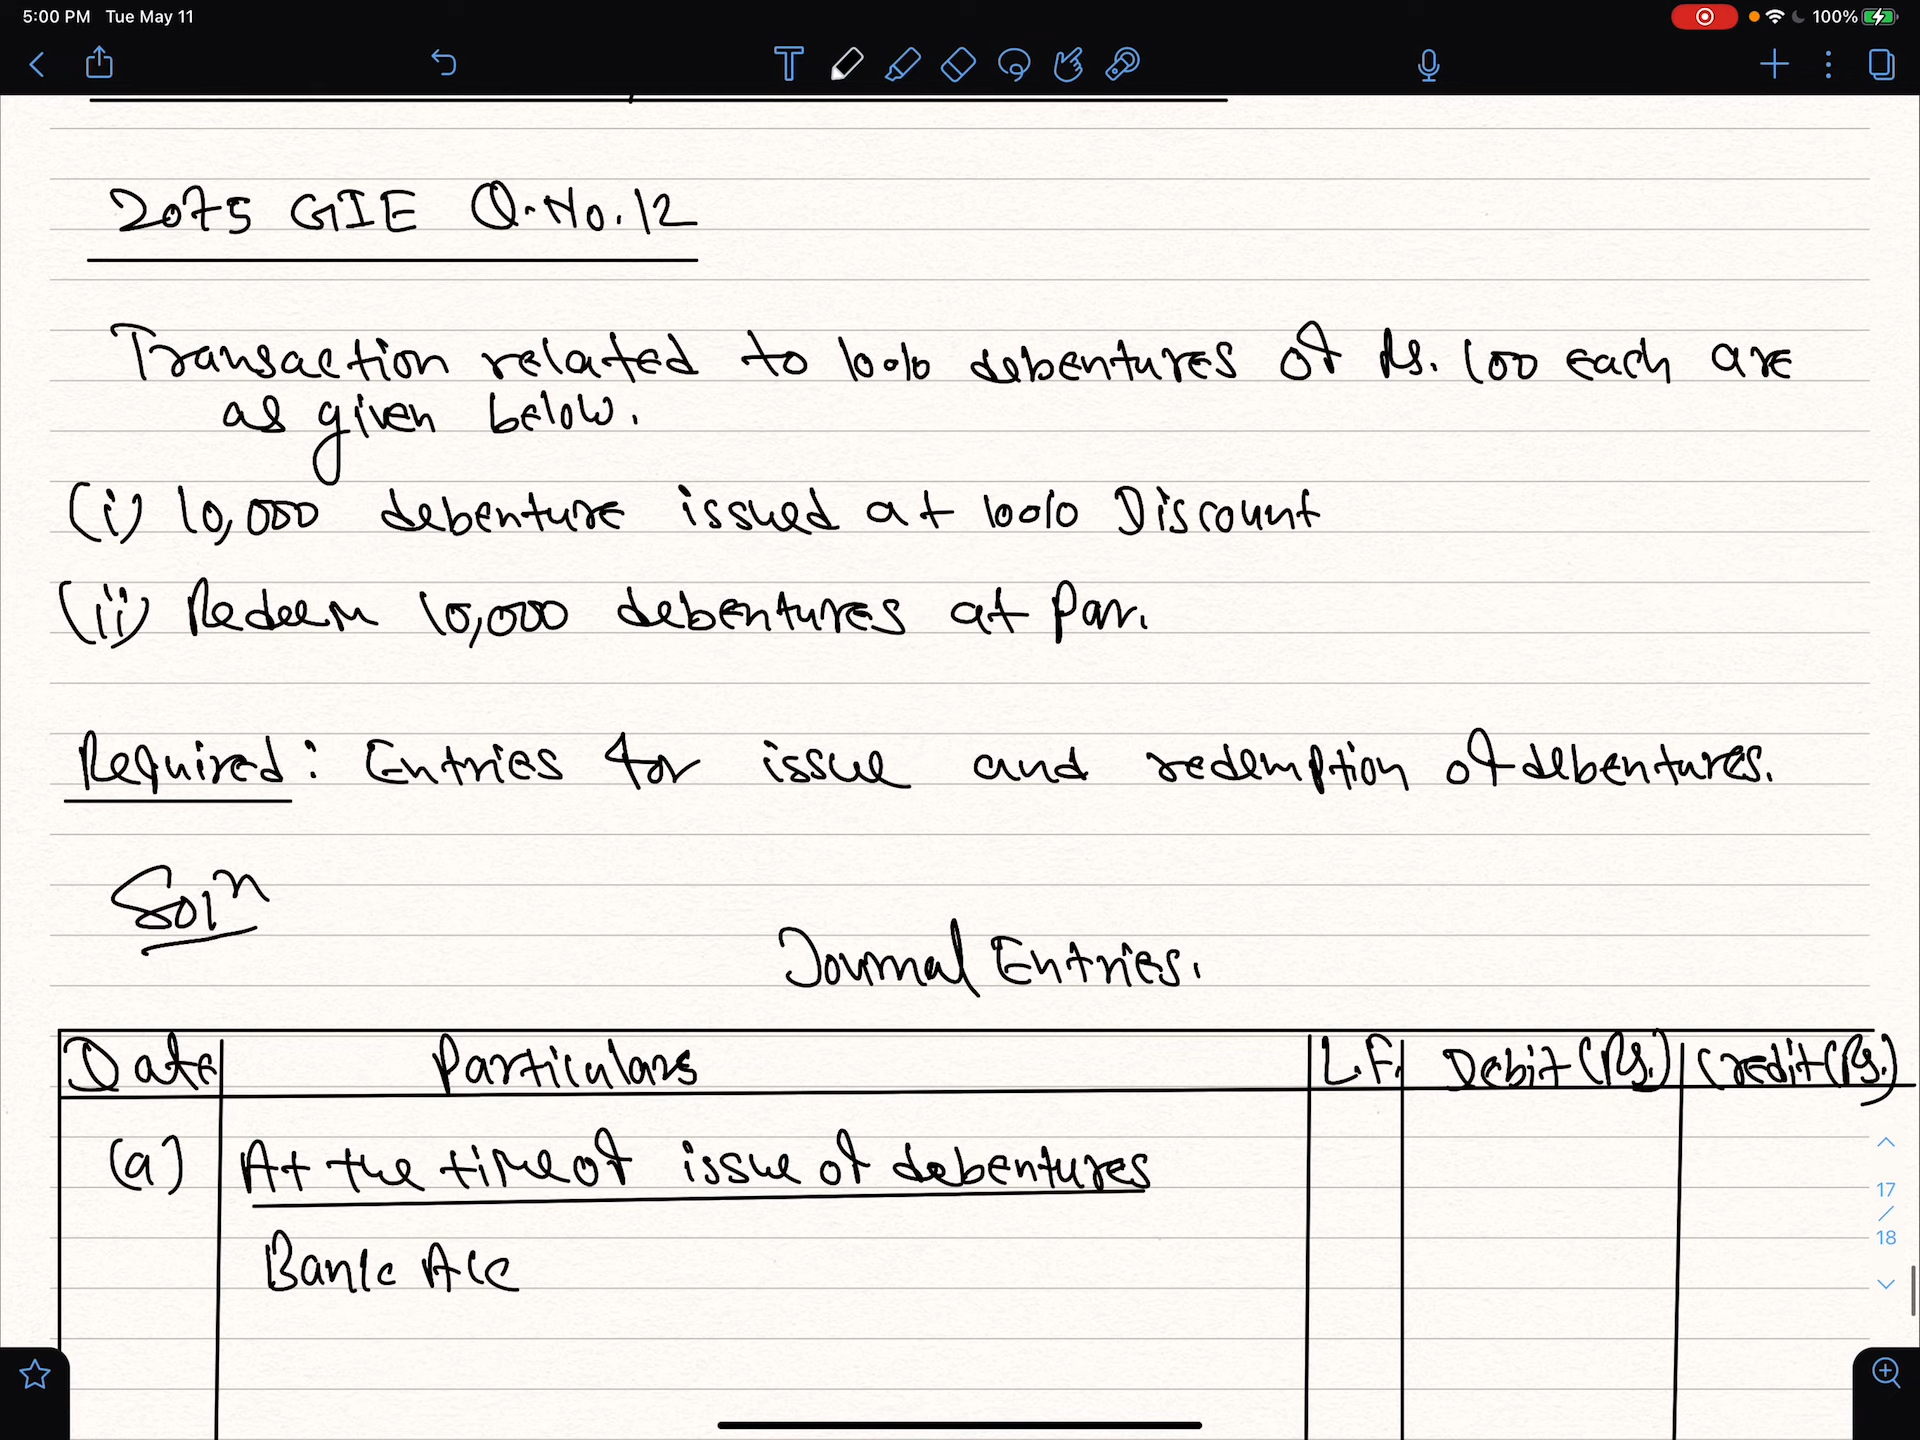 5:00 PM Tue May 11
100%
2075 GIE Q.No.12
Transaction related to 10% debentures of Rs. 100 each are
as given below.
(i) 10,000 debenture issued at 10% Discount
(ii) Redeem 10,000 debentures at Par.
Required: Entries for issue and redemption of debentures.
Solⁿ
Journal Entries.
Date Particulars L.F. Debit (Rs.) Credit (Rs.)
(a) At the time of issue of debentures
Bank A/c
17
/
18